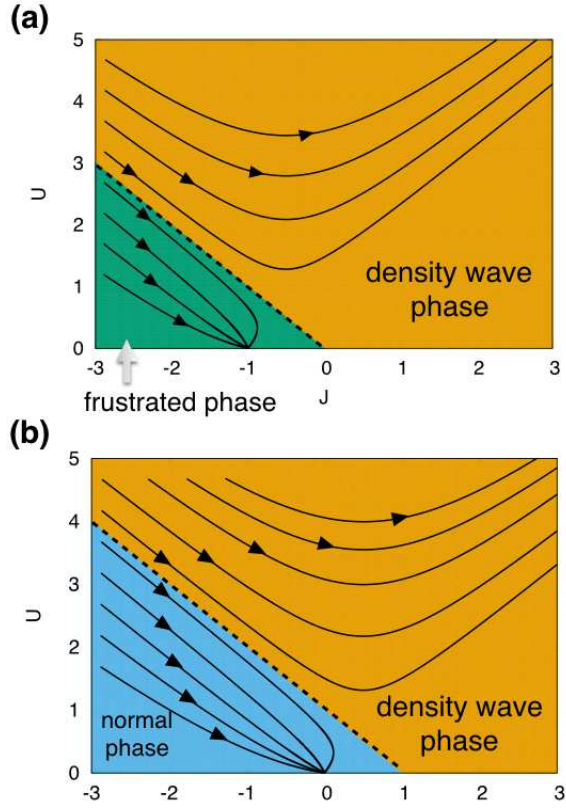 (a)
5
4
3
2
1
0
U
density wave
phase
-3 -2 -1 0 1 2 3
frustrated phase
J
(b)
5
4
3
2
1
0
U
normal
phase
density wave
phase
-3 -2 -1 0 1 2 3